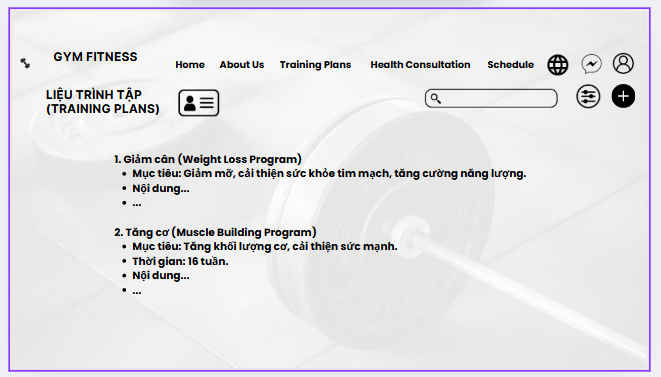 GYM FITNESS
Home About Us Training Plans Health Consultation Schedule
LIỆU TRÌNH TẬP
(TRAINING PLANS)
1. Giảm cân (Weight Loss Program)
• Mục tiêu: Giảm mỡ, cải thiện sức khỏe tim mạch, tăng cường năng lượng.
• Nội dung...
• ...
2. Tăng cơ (Muscle Building Program)
• Mục tiêu: Tăng khối lượng cơ, cải thiện sức mạnh.
• Thời gian: 16 tuần.
• Nội dung...
• ...